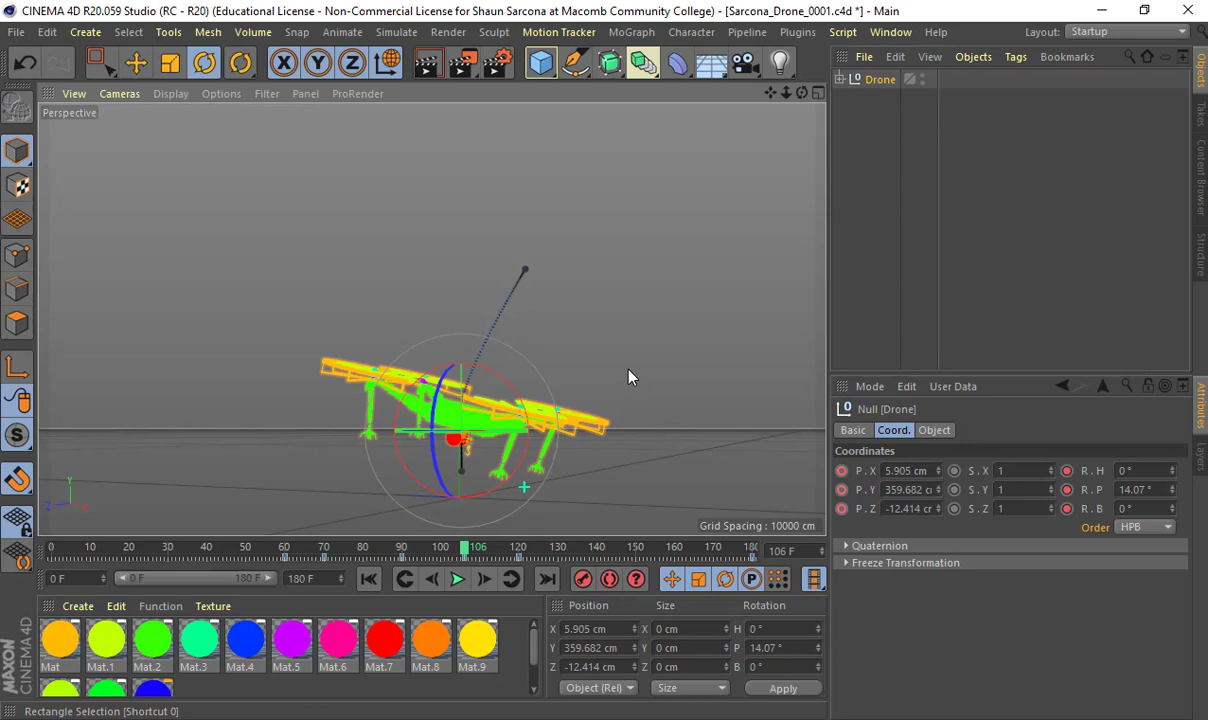 CINEMA 4D R20.059 Studio (RC - R20) (Educational License - Non-Commercial License for Shaun Sarcona at Macomb Community College) - [Sarcona_Drone_0001.c4d *] - Main
File Edit Create Select Tools Mesh Volume Snap Animate Simulate Render Sculpt Motion Tracker MoGraph Character Pipeline Plugins Script Window Help Layout: Startup
File Edit View Objects Tags Bookmarks
Drone
View Cameras Display Options Filter Panel ProRender
Perspective
Objects
Takes
Content Browser
Structure
Mode Edit User Data
Null [Drone]
Basic Coord. Object
Coordinates
P . X 5.905 cm S . X 1 R . H 0 °
P . Y 359.682 cr S . Y 1 R . P 14.07 °
P . Z -12.414 cr S . Z 1 R . B 0 °
Order HPB
Quaternion
Freeze Transformation
Attributes
Layers
Y
Z X
Grid Spacing : 10000 cm
0 10 20 30 40 50 60 70 80 90 100 106 120 130 140 150 160 170 180 106 F
0 F 0 F 180 F 180 F
Create Edit Function Texture
Mat Mat.1 Mat.2 Mat.3 Mat.4 Mat.5 Mat.6 Mat.7 Mat.8 Mat.9
Position Size Rotation
X 5.905 cm X 0 cm H 0 °
Y 359.682 cm Y 0 cm P 14.07 °
Z -12.414 cm Z 0 cm B 0 °
Object (Rel) Size Apply
MAXON
CINEMA 4D
Rectangle Selection [Shortcut 0]